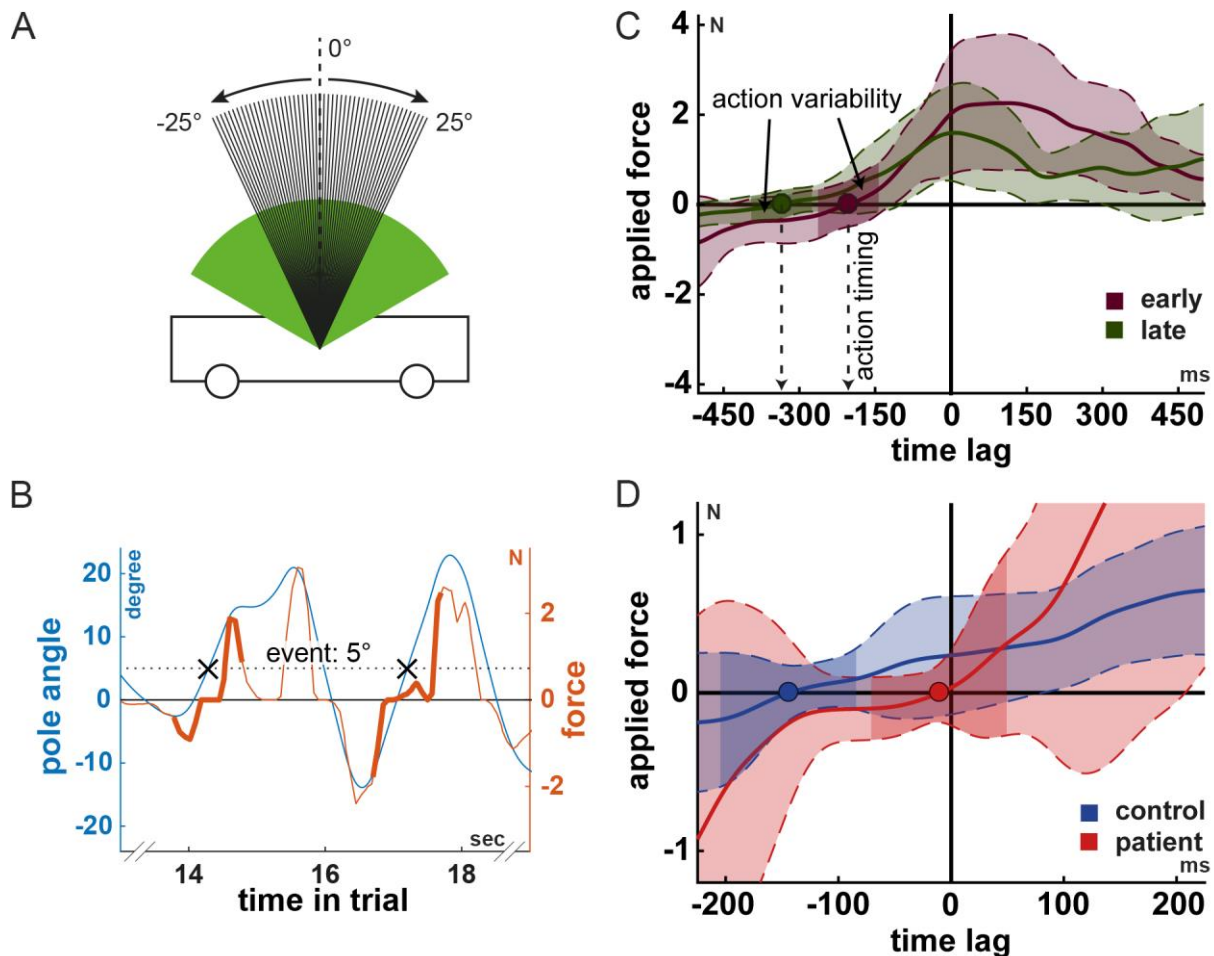 A
0°
-25°
25°
B
degree
N
20
10
0
-10
-20
2
0
-2
event: 5°
pole angle
force
sec
14
16
18
time in trial
C
N
4
2
0
-2
-4
action variability
action timing
applied force
early
late
ms
-450
-300
-150
0
150
300
450
time lag
D
N
1
0
-1
applied force
control
patient
ms
-200
-100
0
100
200
time lag